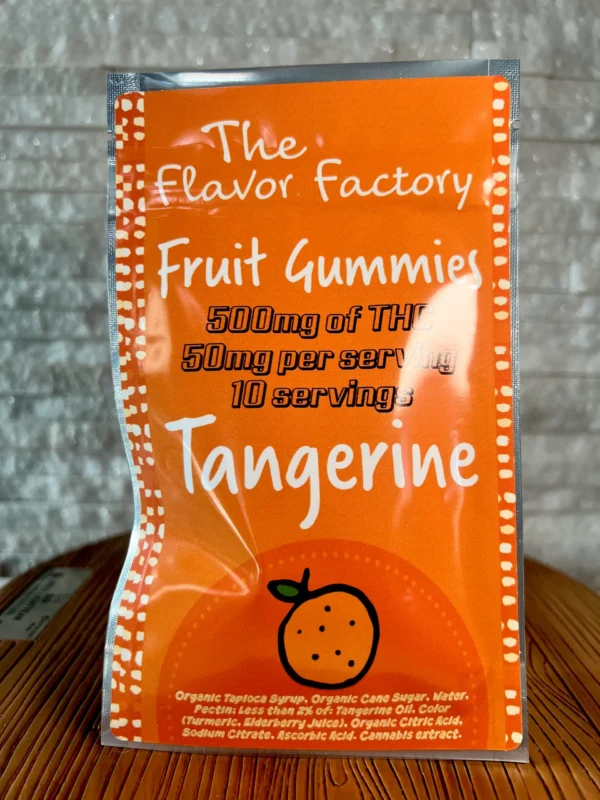 The
Flavor Factory
Fruit Gummies
500mg of THC
50mg per serving
10 servings
Tangerine
Organic Tapioca Syrup, Organic Cane Sugar, Water,
Pectin; Less than 2% of: Tangerine Oil, Color
(Turmeric, Elderberry Juice), Organic Citric Acid,
Sodium Citrate, Ascorbic Acid, Cannabis extract.